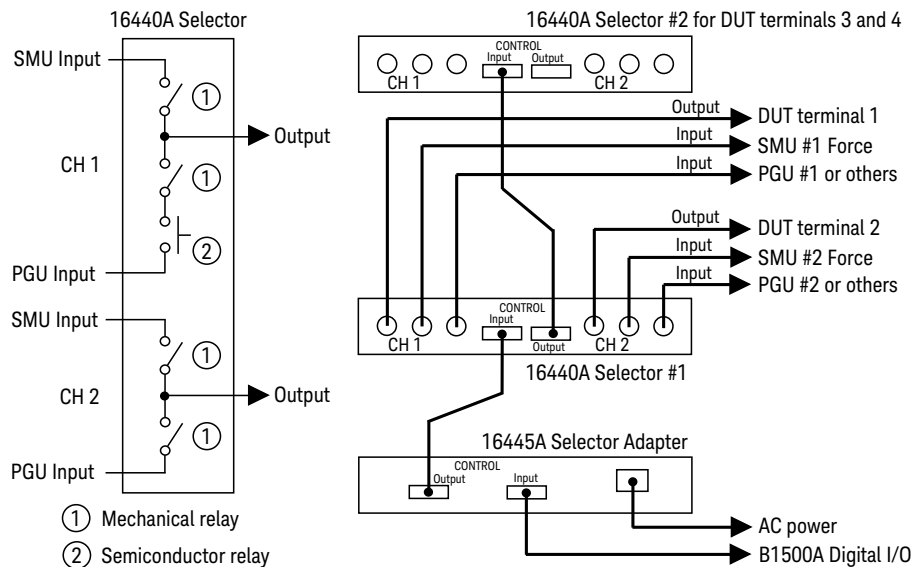 16440A Selector
SMU Input
1
Output
CH 1
1
2
PGU Input
SMU Input
1
CH 2
Output
1
PGU Input
1 Mechanical relay
2 Semiconductor relay
16440A Selector #2 for DUT terminals 3 and 4
CONTROL
Input Output
CH 1 CH 2
Output DUT terminal 1
Input SMU #1 Force
Input PGU #1 or others
Output DUT terminal 2
Input SMU #2 Force
Input PGU #2 or others
CONTROL
Input
CH 1 Output CH 2
16440A Selector #1
16445A Selector Adapter
CONTROL
Output Input
AC power
B1500A Digital I/O